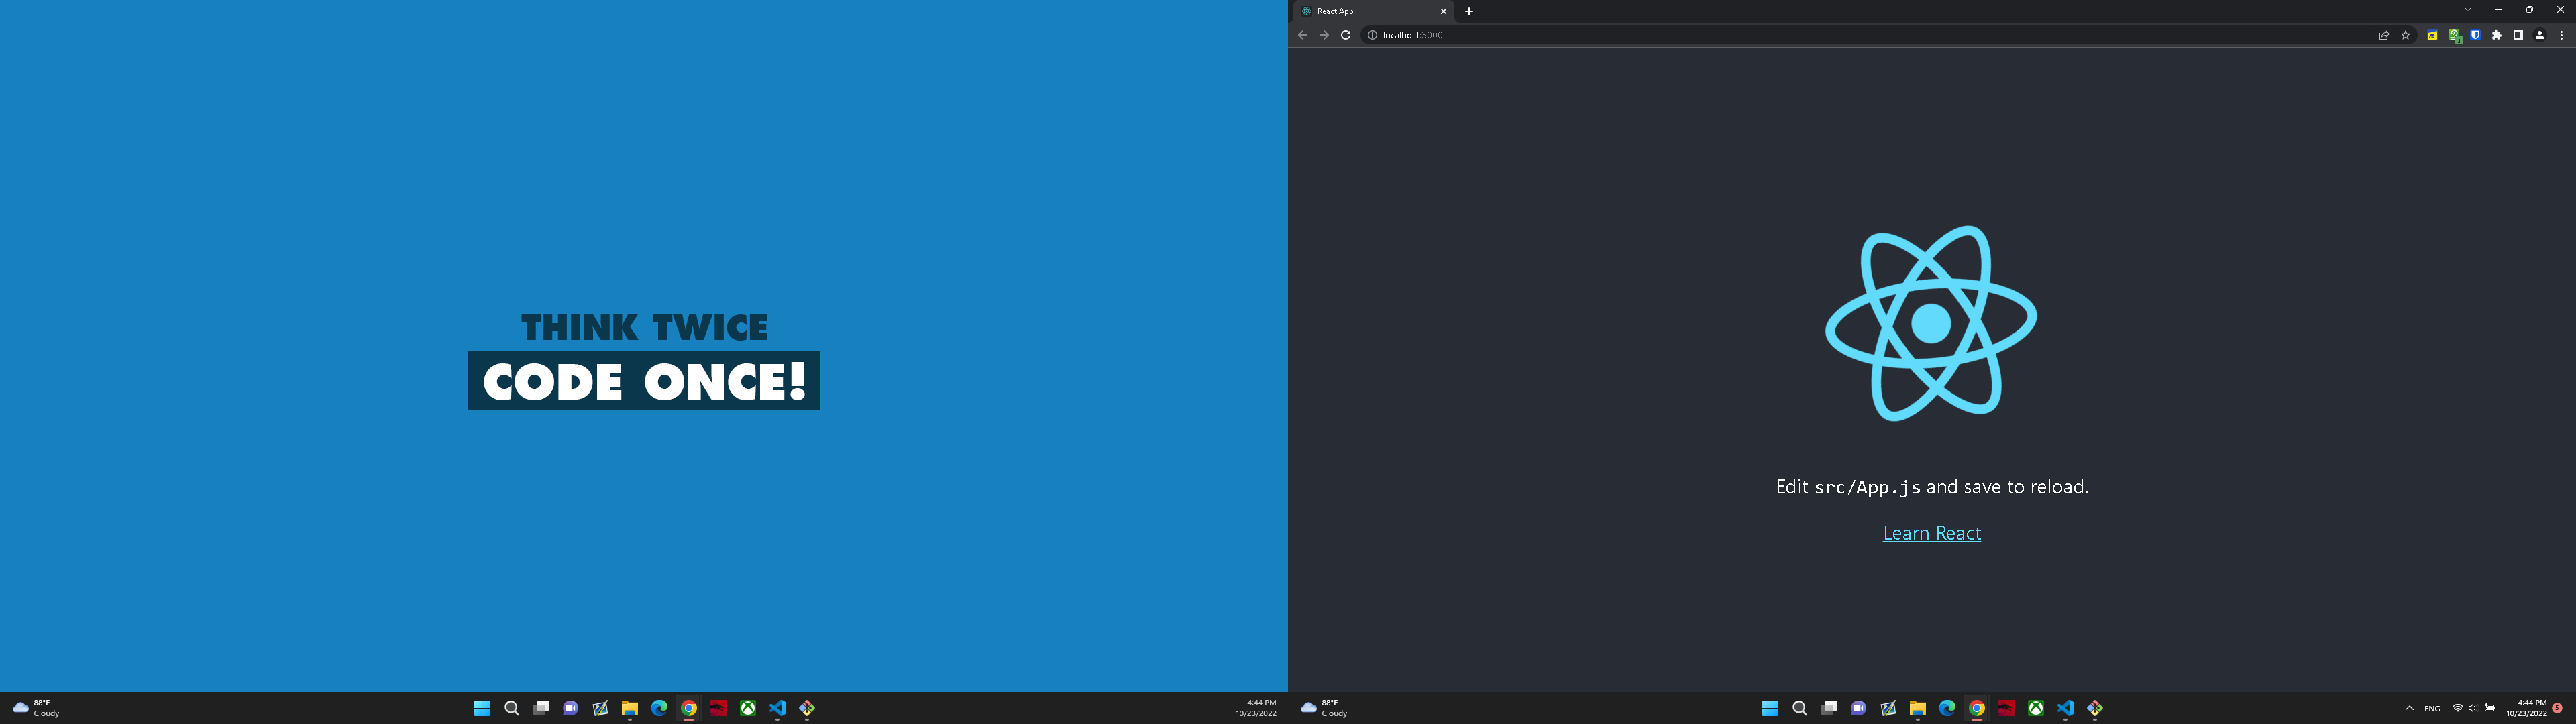 THINK TWICE
CODE ONCE!
88°F
Cloudy
4:44 PM
10/23/2022
React App
localhost:3000
Edit src/App.js and save to reload.
Learn React
88°F
Cloudy
ENG
4:44 PM
10/23/2022
5